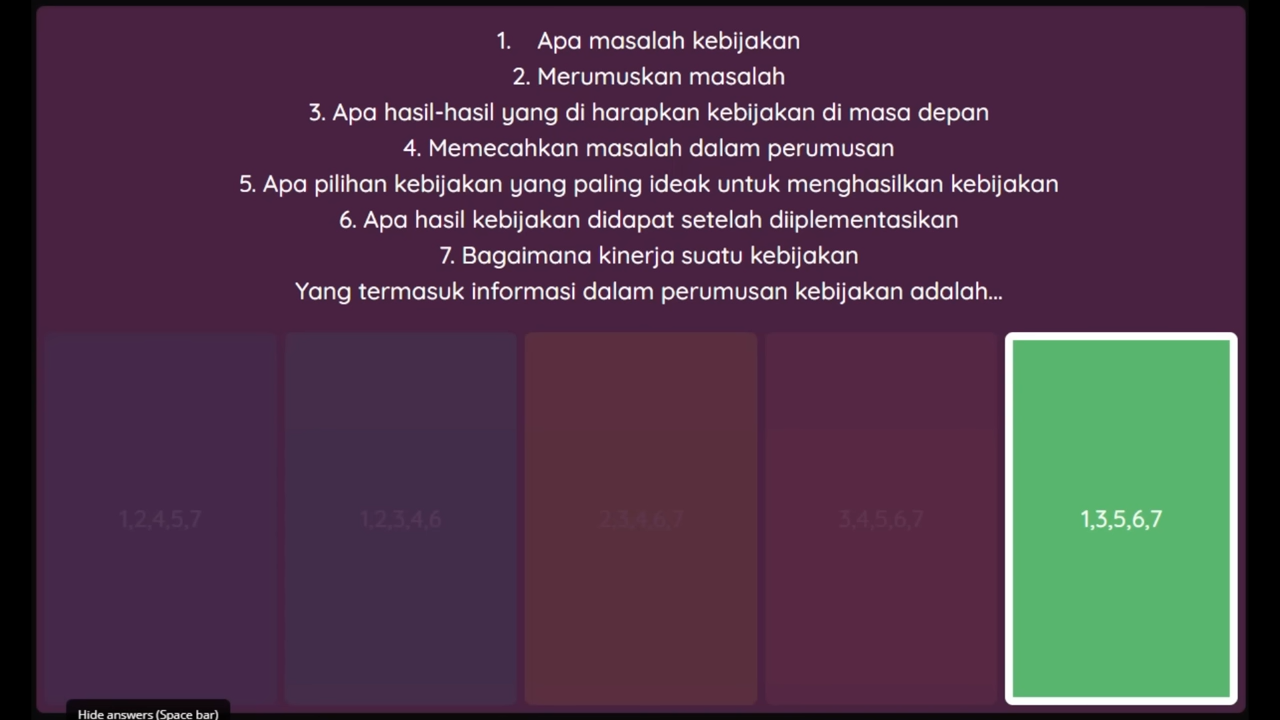 1. Apa masalah kebijakan
2. Merumuskan masalah
3. Apa hasil-hasil yang di harapkan kebijakan di masa depan
4. Memecahkan masalah dalam perumusan
5. Apa pilihan kebijakan yang paling ideak untuk menghasilkan kebijakan
6. Apa hasil kebijakan didapat setelah diiplementasikan
7. Bagaimana kinerja suatu kebijakan
Yang termasuk informasi dalam perumusan kebijakan adalah...
1,2,4,5,7
1,2,3,4,6
2.3,4,6,7
3,4,5,6,7
1,3,5,6,7
Hide answers (Space bar)